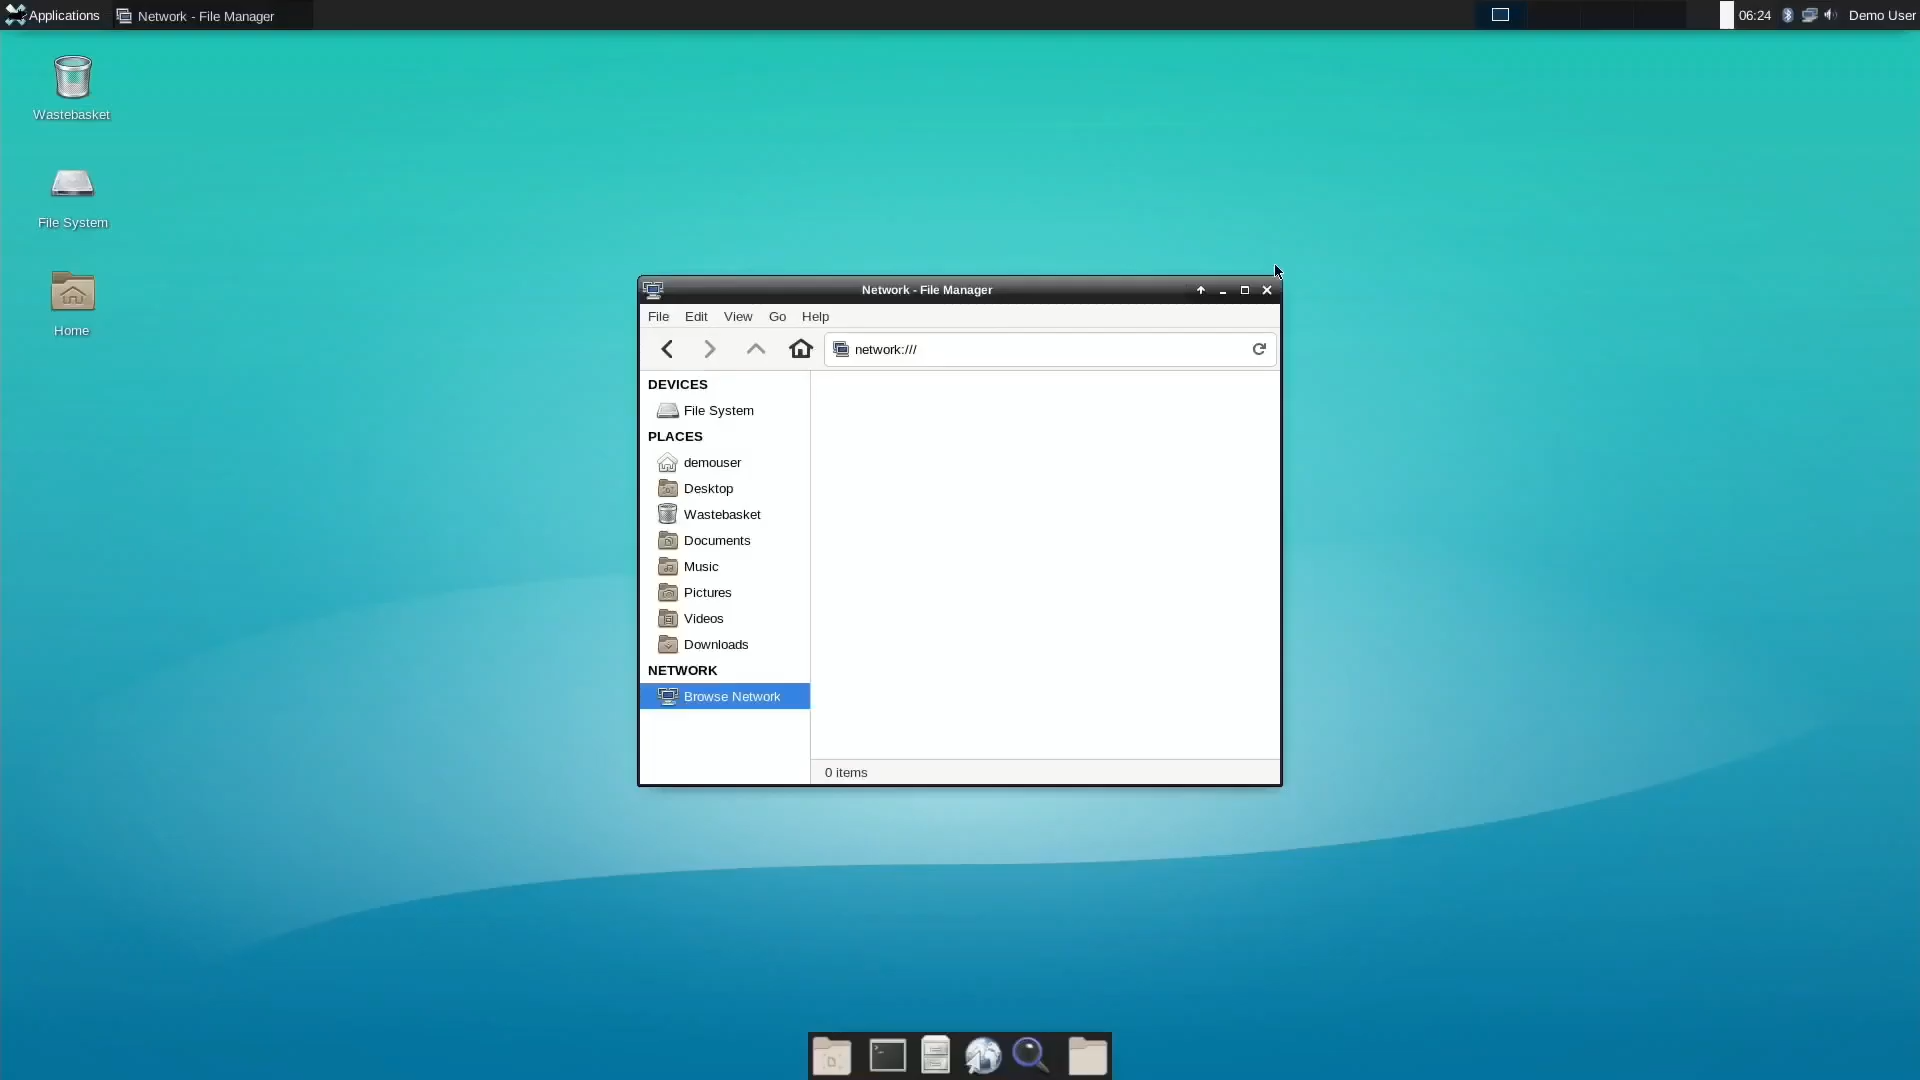 Applications
Network - File Manager
06:24
Demo User
Wastebasket
File System
Home
Network - File Manager
File Edit View Go Help
network:///
DEVICES
File System
PLACES
demouser
Desktop
Wastebasket
Documents
Music
Pictures
Videos
Downloads
NETWORK
Browse Network
0 items